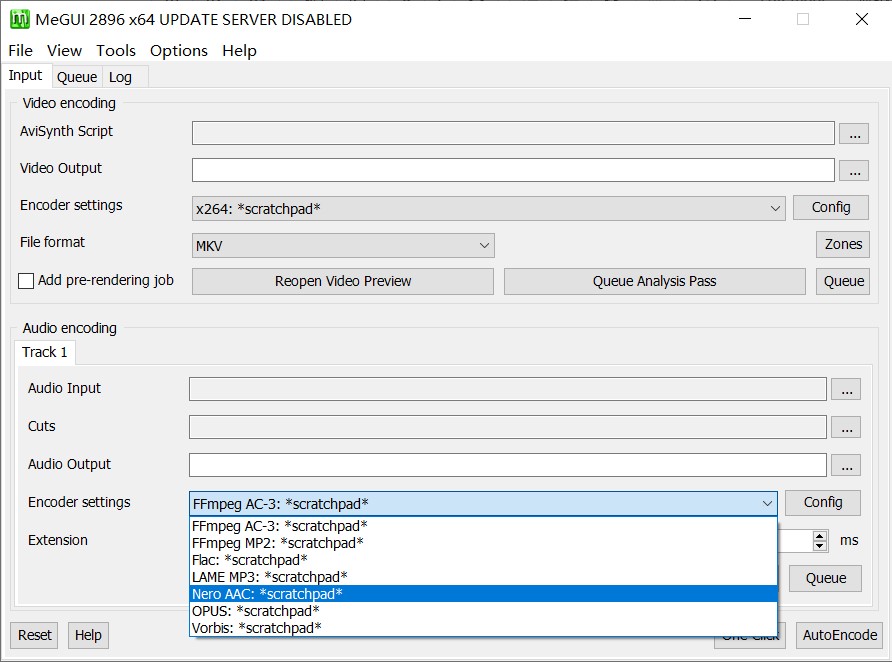 MeGUI 2896 x64 UPDATE SERVER DISABLED
File View Tools Options Help
Input Queue Log
Video encoding
AviSynth Script ...
Video Output ...
Encoder settings x264: *scratchpad* Config
File format MKV Zones
Add pre-rendering job Reopen Video Preview Queue Analysis Pass Queue
Audio encoding
Track 1
Audio Input ...
Cuts ...
Audio Output ...
Encoder settings FFmpeg AC-3: *scratchpad* Config
FFmpeg AC-3: *scratchpad*
Extension FFmpeg MP2: *scratchpad* ms
Flac: *scratchpad*
LAME MP3: *scratchpad* Queue
Nero AAC: *scratchpad*
OPUS: *scratchpad*
Vorbis: *scratchpad*
Reset Help One-Click AutoEncode